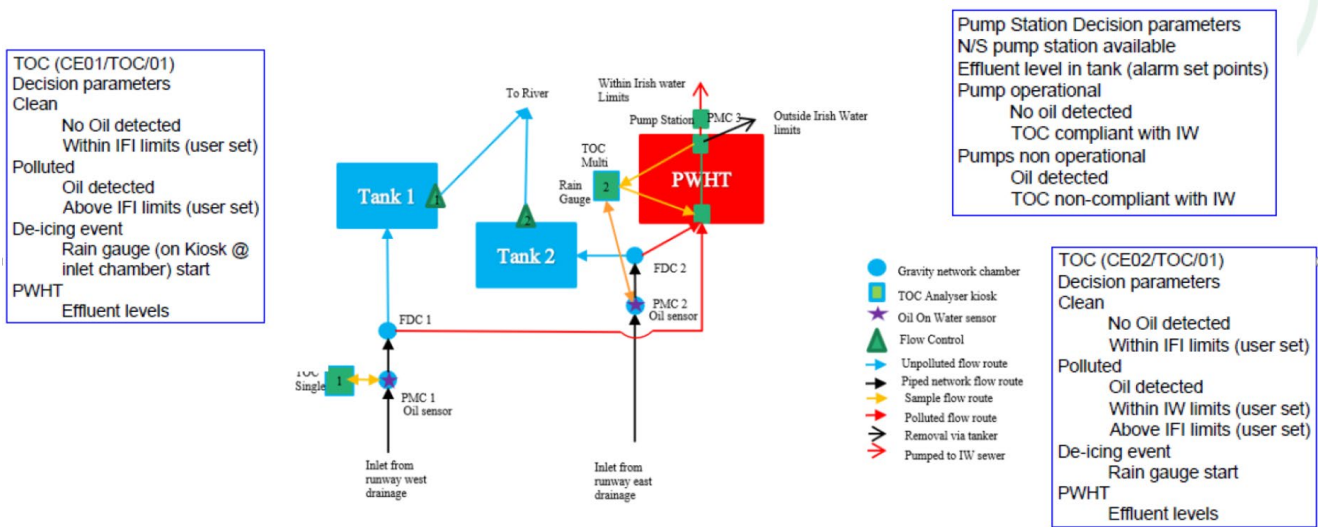 TOC (CE01/TOC/01)
Decision parameters
Clean
No Oil detected
Within IFI limits (user set)
Polluted
Oil detected
Above IFI limits (user set)
De-icing event
Rain gauge (on Kiosk @
inlet chamber) start
PWHT
Effluent levels
To River
Within Irish water
Limits
Pump Station
PMC 3
Outside Irish Water
limits
TOC
Multi
Rain
Gauge
2
PWHT
Tank 1
1
2
Tank 2
FDC 2
PMC 2
Oil sensor
FDC 1
TOC
Single
1
PMC 1
Oil sensor
Inlet from
runway west
drainage
Inlet from
runway east
drainage
Pump Station Decision parameters
N/S pump station available
Effluent level in tank (alarm set points)
Pump operational
No oil detected
TOC compliant with IW
Pumps non operational
Oil detected
TOC non-compliant with IW
Gravity network chamber
TOC Analyser kiosk
Oil On Water sensor
Flow Control
Unpolluted flow route
Piped network flow route
Sample flow route
Polluted flow route
Removal via tanker
Pumped to IW sewer
TOC (CE02/TOC/01)
Decision parameters
Clean
No Oil detected
Within IFI limits (user set)
Polluted
Oil detected
Within IW limits (user set)
Above IFI limits (user set)
De-icing event
Rain gauge start
PWHT
Effluent levels